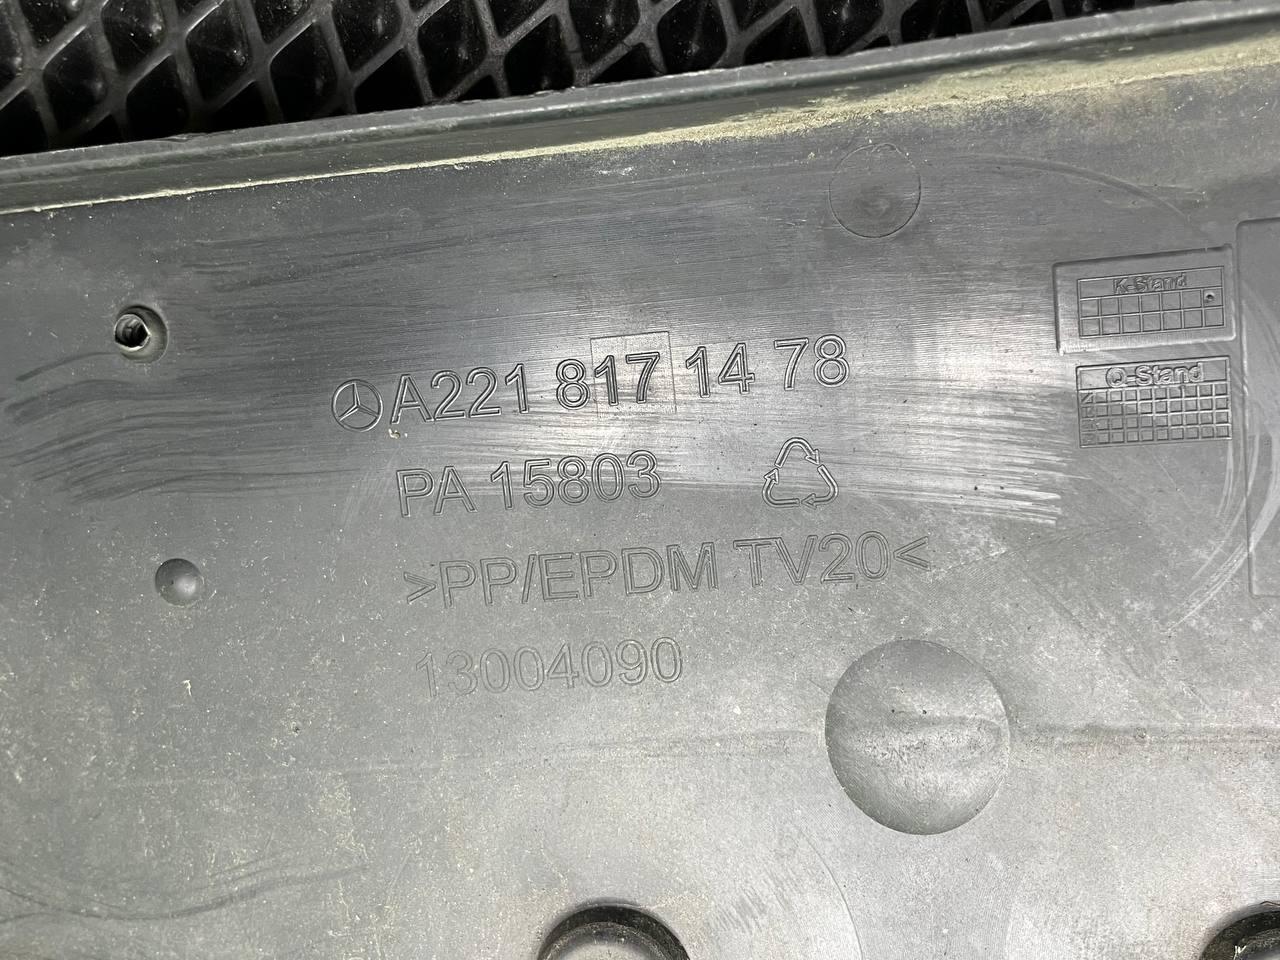 A221 817 14 78
PA 15803
>PP/EPDM TV20<
13004090
K-Stand
Q-Stand